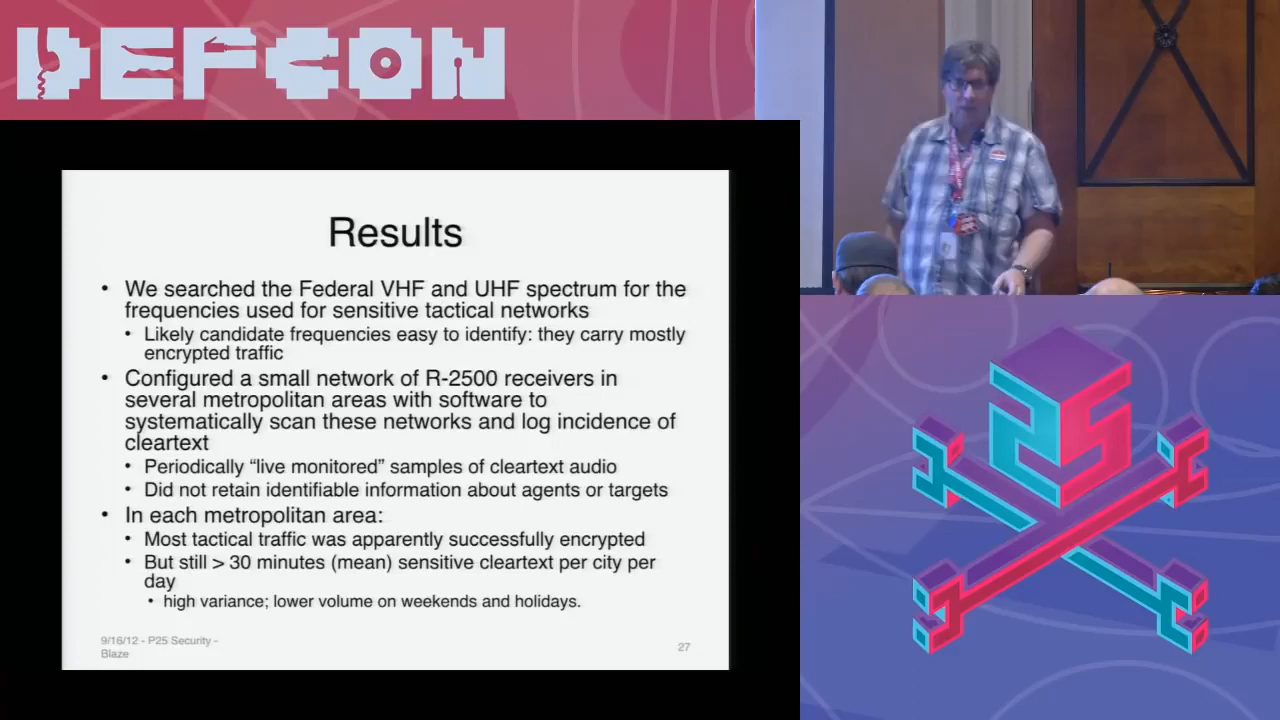 DEFCON
Results
• We searched the Federal VHF and UHF spectrum for the
frequencies used for sensitive tactical networks
• Likely candidate frequencies easy to identify: they carry mostly
encrypted traffic
• Configured a small network of R-2500 receivers in
several metropolitan areas with software to
systematically scan these networks and log incidence of
cleartext
• Periodically “live monitored” samples of cleartext audio
• Did not retain identifiable information about agents or targets
• In each metropolitan area:
• Most tactical traffic was apparently successfully encrypted
• But still > 30 minutes (mean) sensitive cleartext per city per
day
• high variance; lower volume on weekends and holidays.
9/16/12 - P25 Security -
Blaze
27
25